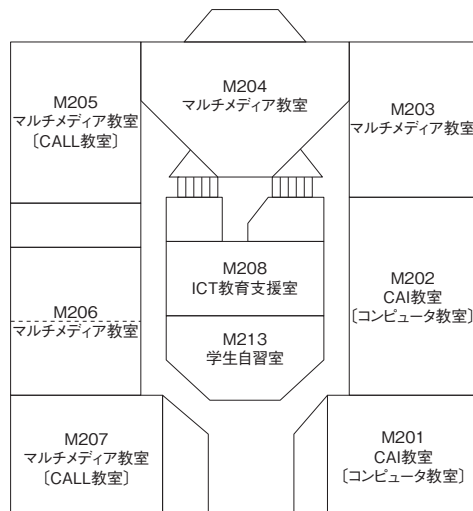 M204
マルチメディア教室
M205
マルチメディア教室
〔CALL教室〕
M203
マルチメディア教室
M208
ICT教育支援室
M202
CAI教室
〔コンピュータ教室〕
M206
マルチメディア教室
M213
学生自習室
M207
マルチメディア教室
〔CALL教室〕
M201
CAI教室
〔コンピュータ教室〕